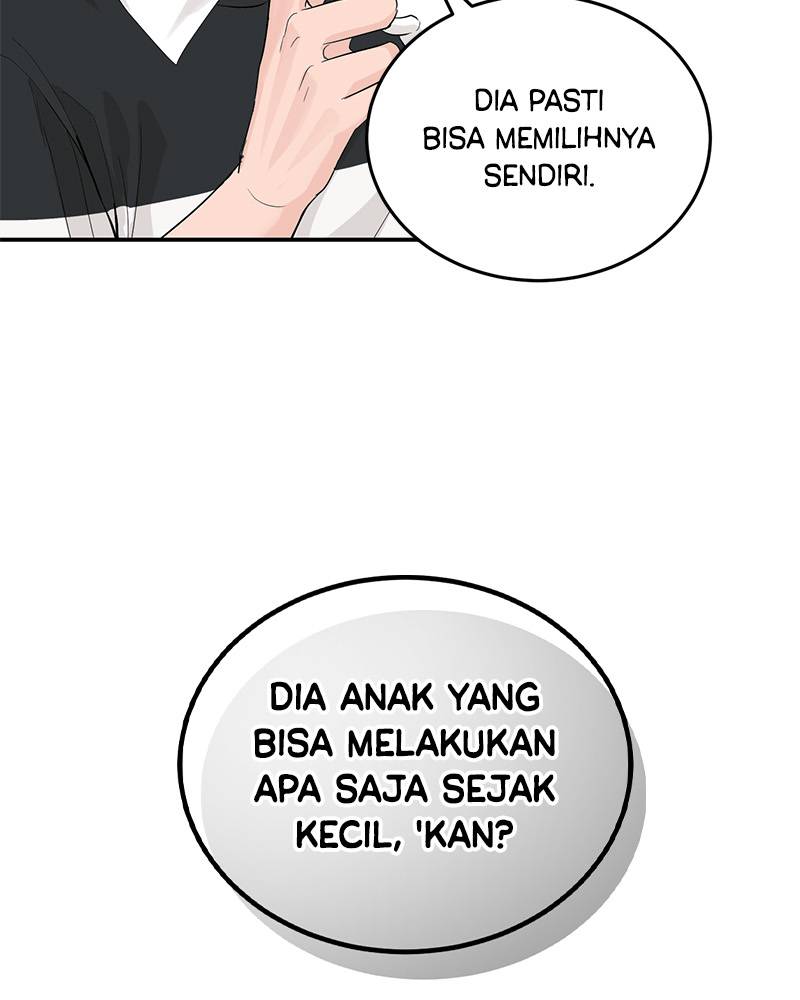 DIA PASTI
BISA MEMILIHNYA
SENDIRI.
DIA ANAK YANG
BISA MELAKUKAN
APA SAJA SEJAK
KECIL, 'KAN?